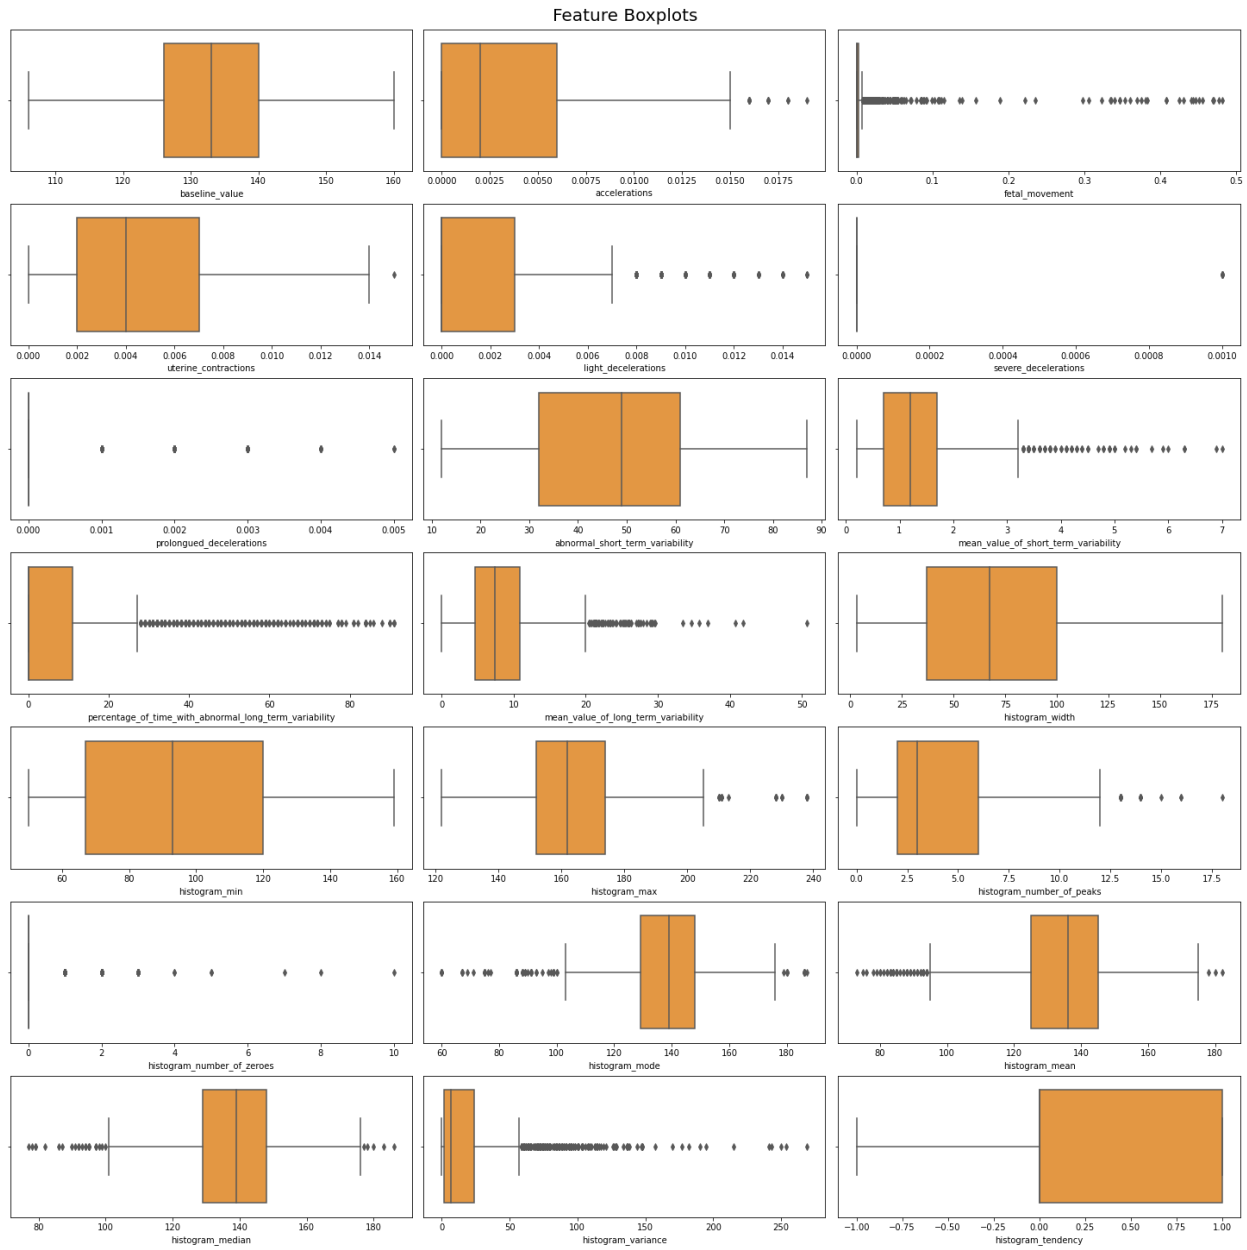 Feature Boxplots
110 120 130 140 150 160
baseline_value
0.0000 0.0025 0.0050 0.0075 0.0100 0.0125 0.0150 0.0175
accelerations
0.0 0.1 0.2 0.3 0.4 0.5
fetal_movement
0.000 0.002 0.004 0.006 0.008 0.010 0.012 0.014
uterine_contractions
0.000 0.002 0.004 0.006 0.008 0.010 0.012 0.014
light_decelerations
0.0000 0.0002 0.0004 0.0006 0.0008 0.0010
severe_decelerations
0.000 0.001 0.002 0.003 0.004 0.005
prolongued_decelerations
10 20 30 40 50 60 70 80 90
abnormal_short_term_variability
0 1 2 3 4 5 6 7
mean_value_of_short_term_variability
0 20 40 60 80
percentage_of_time_with_abnormal_long_term_variability
0 10 20 30 40 50
mean_value_of_long_term_variability
0 25 50 75 100 125 150 175
histogram_width
60 80 100 120 140 160
histogram_min
120 140 160 180 200 220 240
histogram_max
0.0 2.5 5.0 7.5 10.0 12.5 15.0 17.5
histogram_number_of_peaks
0 2 4 6 8 10
histogram_number_of_zeroes
60 80 100 120 140 160 180
histogram_mode
80 100 120 140 160 180
histogram_mean
80 100 120 140 160 180
histogram_median
0 50 100 150 200 250
histogram_variance
−1.00 −0.75 −0.50 −0.25 0.00 0.25 0.50 0.75 1.00
histogram_tendency